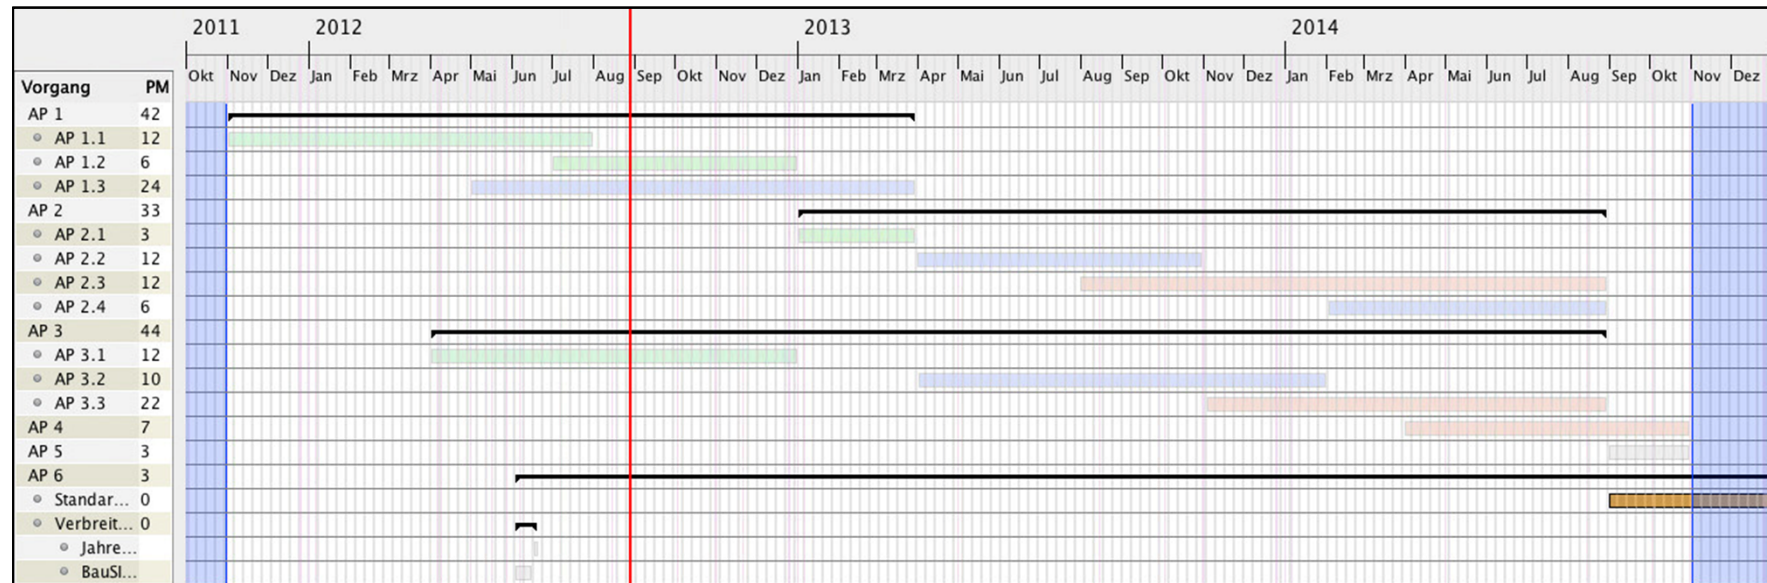 2011 2012 2013 2014
Okt Nov Dez Jan Feb Mrz Apr Mai Jun Jul Aug Sep Okt Nov Dez Jan Feb Mrz Apr Mai Jun Jul Aug Sep Okt Nov Dez Jan Feb Mrz Apr Mai Jun Jul Aug Sep Okt Nov Dez
Vorgang PM
AP 1 42
AP 1.1 12
AP 1.2 6
AP 1.3 24
AP 2 33
AP 2.1 3
AP 2.2 12
AP 2.3 12
AP 2.4 6
AP 3 44
AP 3.1 12
AP 3.2 10
AP 3.3 22
AP 4 7
AP 5 3
AP 6 3
Standar... 0
Verbreit... 0
Jahre...
BauSI...